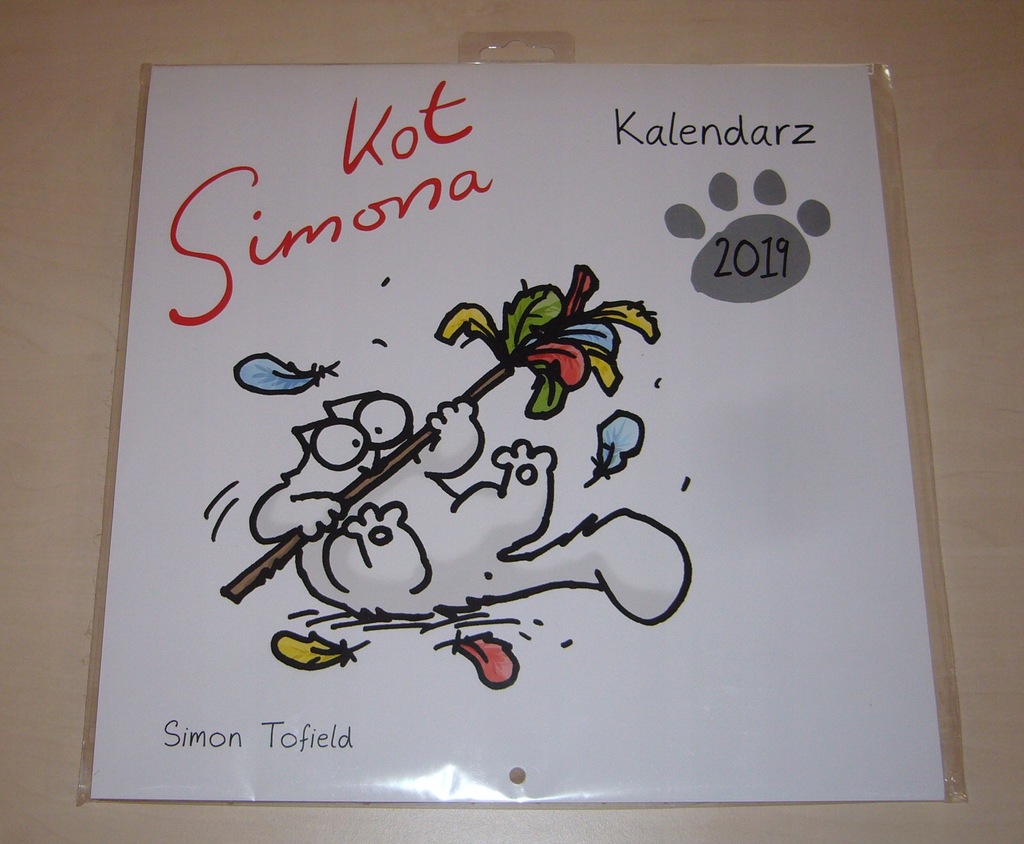 Kot
Simona
Kalendarz
2019
Simon Tofield